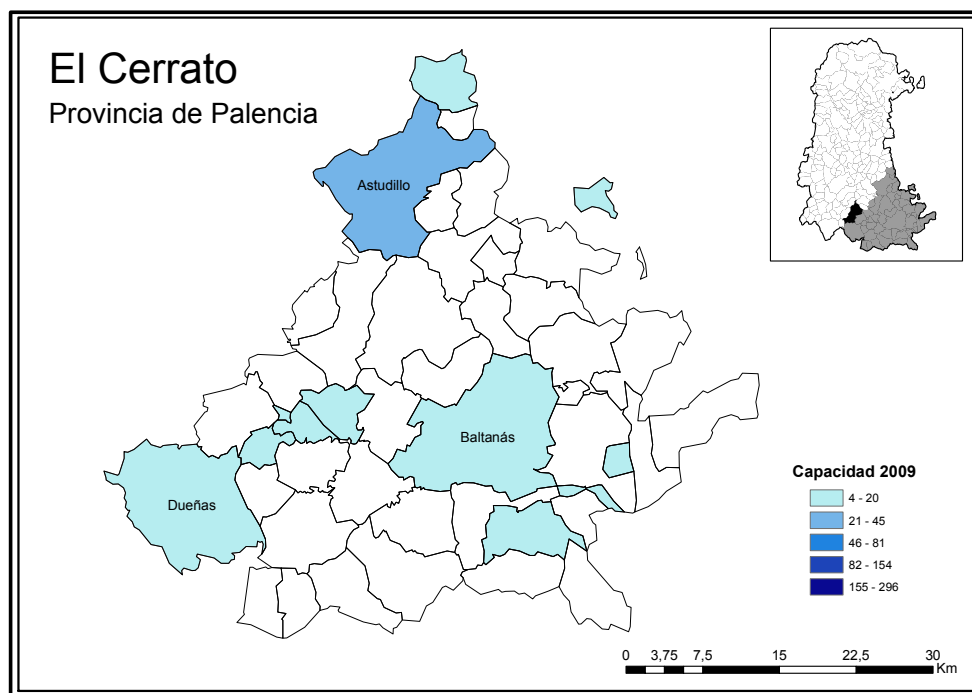 El Cerrato
Provincia de Palencia
Astudillo
Baltanás
Dueñas
Capacidad 2009
4 - 20
21 - 45
46 - 81
82 - 154
155 - 296
0 3,75 7,5 15 22,5 30
Km